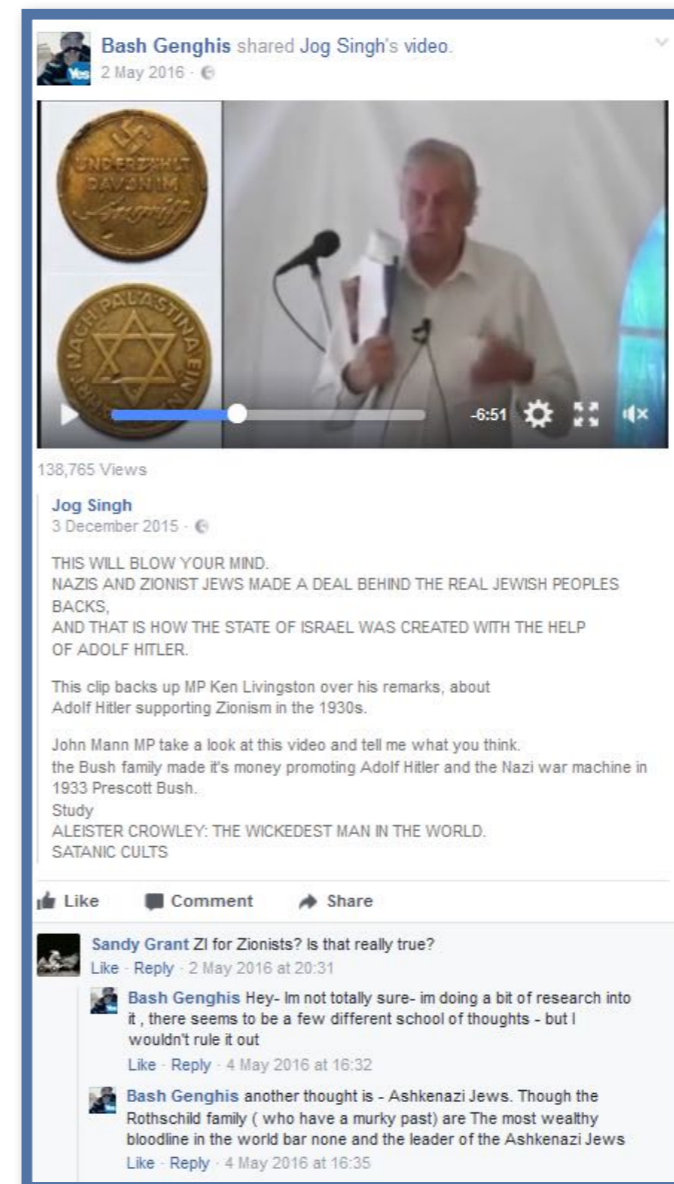 Bash Genghis shared Jog Singh's video.
2 May 2016 ·
Yes
UND ERZÄHLT
DAVON IM
Angriff
NACH PALÄSTINA
-6:51
138,765 Views
Jog Singh
3 December 2015 ·
THIS WILL BLOW YOUR MIND.
NAZIS AND ZIONIST JEWS MADE A DEAL BEHIND THE REAL JEWISH PEOPLES
BACKS,
AND THAT IS HOW THE STATE OF ISRAEL WAS CREATED WITH THE HELP
OF ADOLF HITLER.
This clip backs up MP Ken Livingston over his remarks, about
Adolf Hitler supporting Zionism in the 1930s.
John Mann MP take a look at this video and tell me what you think.
the Bush family made it's money promoting Adolf Hitler and the Nazi war machine in
1933 Prescott Bush.
Study
ALEISTER CROWLEY: THE WICKEDEST MAN IN THE WORLD.
SATANIC CULTS
Like Comment Share
Sandy Grant ZI for Zionists? Is that really true?
Like · Reply · 2 May 2016 at 20:31
Bash Genghis Hey- Im not totally sure- im doing a bit of research into
it , there seems to be a few different school of thoughts - but I
wouldn't rule it out
Like · Reply · 4 May 2016 at 16:32
Bash Genghis another thought is - Ashkenazi Jews. Though the
Rothschild family ( who have a murky past) are The most wealthy
bloodline in the world bar none and the leader of the Ashkenazi Jews
Like · Reply · 4 May 2016 at 16:35